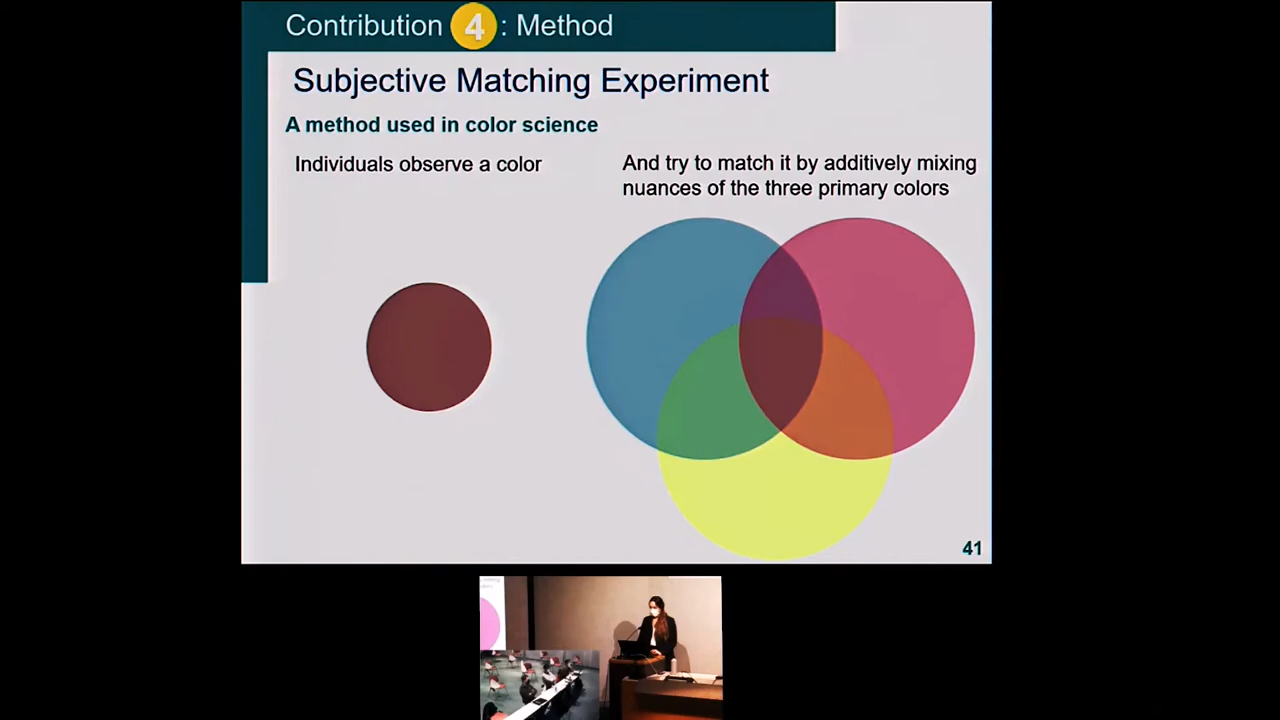 Contribution 4 : Method
Subjective Matching Experiment
A method used in color science
Individuals observe a color
And try to match it by additively mixing
nuances of the three primary colors
41